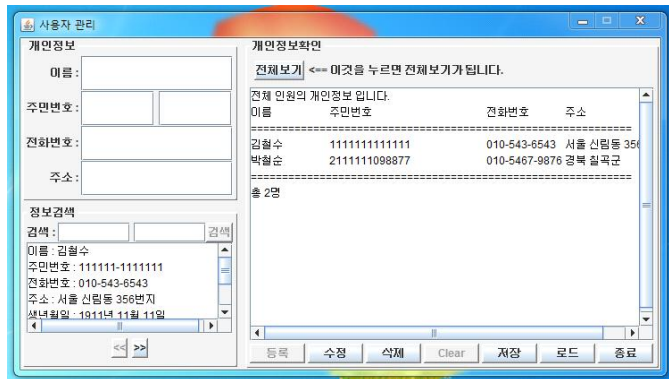 사용자 관리
개인정보
이름 :
주민번호 :
전화번호 :
주소 :
정보검색
검색 :
검색
이름 : 김철수
주민번호 : 111111-1111111
전화번호 : 010-543-6543
주소 : 서울 신림동 356번지
생년월일 : 1911년 11월 11일
<< >>
개인정보확인
전체보기 <== 이것을 누르면 전체보기가 됩니다.
전체 인원의 개인정보 입니다.
이름 주민번호 전화번호 주소
김철수 1111111111111 010-543-6543 서울 신림동 356
박철순 2111111098877 010-5467-9876 경북 칠곡군
총 2명
등록 수정 삭제 Clear 저장 로드 종료